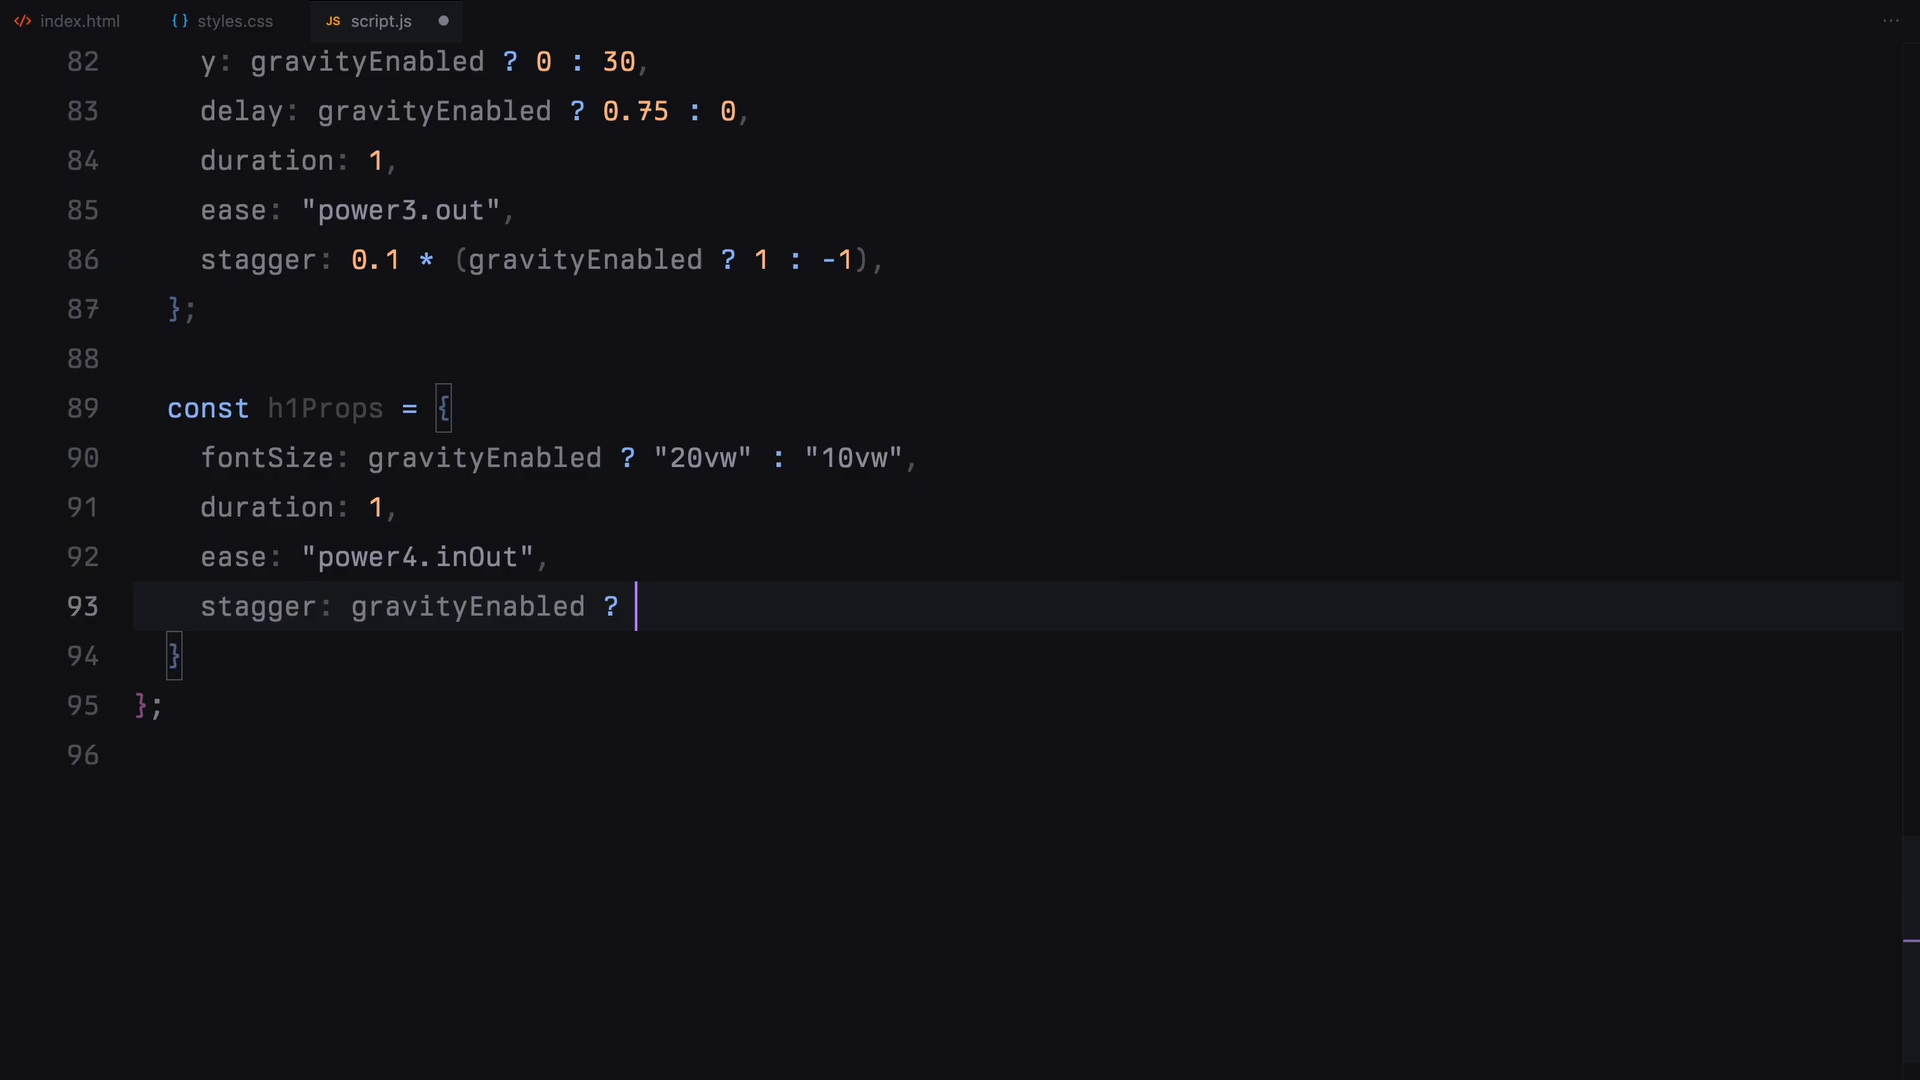 index.html
styles.css
JS script.js
82 y: gravityEnabled ? 0 : 30,
83 delay: gravityEnabled ? 0.75 : 0,
84 duration: 1,
85 ease: "power3.out",
86 stagger: 0.1 * (gravityEnabled ? 1 : -1),
87 };
88
89 const h1Props = {
90 fontSize: gravityEnabled ? "20vw" : "10vw",
91 duration: 1,
92 ease: "power4.inOut",
93 stagger: gravityEnabled ?
94 }
95 };
96